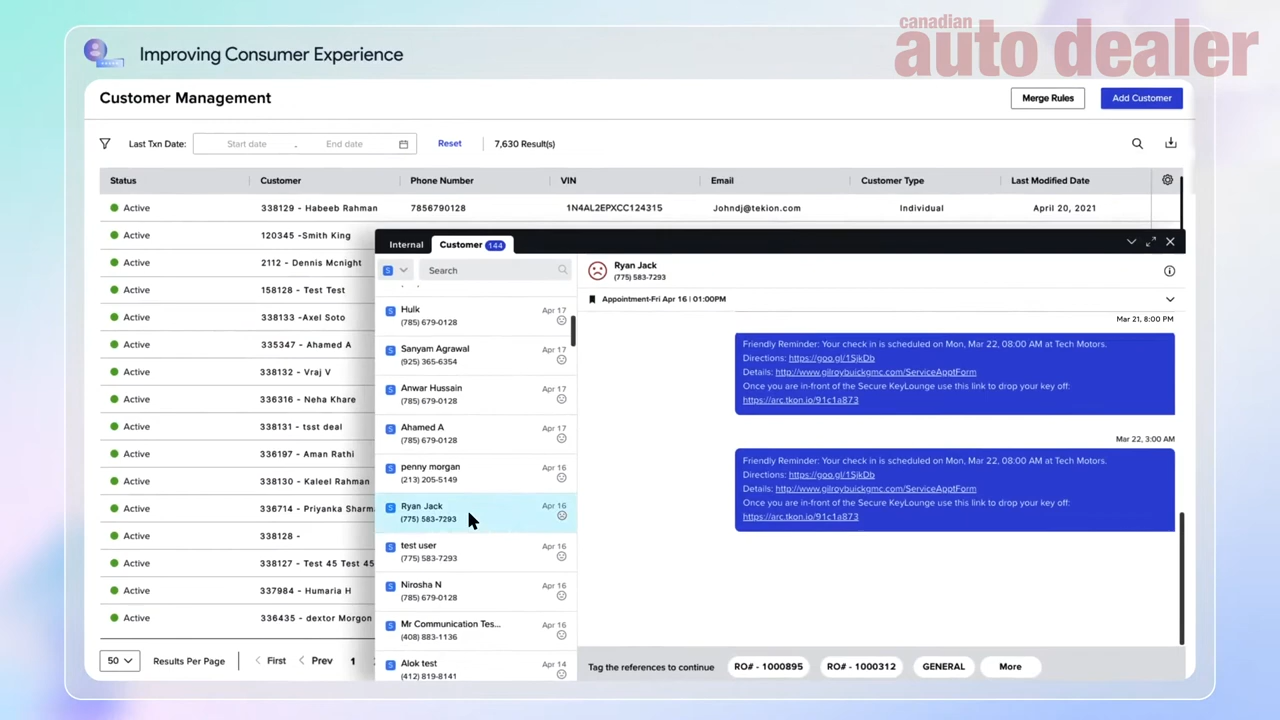 canadian
auto dealer
Improving Consumer Experience
Customer Management
Merge Rules
Add Customer
Last Txn Date:
Start date
-
End date
Reset
7,630 Result(s)
Status Customer Phone Number VIN Email Customer Type Last Modified Date
Active 338129 - Habeeb Rahman 7856790128 1N4AL2EPXCC124315 Johndj@tekion.com Individual April 20, 2021
Active 120345 -Smith King
Active 2112 - Dennis Mcnight
Active 158128 - Test Test
Active 338133 -Axel Soto
Active 335347 - Ahamed A
Active 338132 - Vraj V
Active 336316 - Neha Khare
Active 338131 - tsst deal
Active 336197 - Aman Rathi
Active 338130 - Kaleel Rahman
Active 337714 - Priyanka Sharm
Active 338128 -
Active 338127 - Test 45 Test 45
Active 337984 - Humaria H
Active 336435 - dextor Morgon
50
Results Per Page
First
Prev
1
Internal
Customer 144
S
Search
S Hulk Apr 17
(785) 679-0128
S Sanyam Agrawal Apr 17
(925) 365-6354
S Anwar Hussain Apr 17
(785) 679-0128
S Ahamed A Apr 17
(785) 679-0128
S penny morgan Apr 16
(213) 205-5149
S Ryan Jack Apr 16
(775) 583-7293
S test user Apr 16
(775) 583-7293
S Nirosha N Apr 16
(785) 679-0128
S Mr Communication Tes... Apr 16
(408) 883-1136
S Alok test Apr 14
(412) 819-8141
Ryan Jack
(775) 583-7293
Appointment-Fri Apr 16 | 01:00PM
Mar 21, 8:00 PM
Friendly Reminder: Your check in is scheduled on Mon, Mar 22, 08:00 AM at Tech Motors.
Directions: https://goo.gl/1SjkDb
Details: http://www.gilroybuickgmc.com/ServiceApptForm
Once you are in-front of the Secure KeyLounge use this link to drop your key off:
https://arc.tkon.io/91c1a873
Mar 22, 3:00 AM
Friendly Reminder: Your check in is scheduled on Mon, Mar 22, 08:00 AM at Tech Motors.
Directions: https://goo.gl/1SjkDb
Details: http://www.gilroybuickgmc.com/ServiceApptForm
Once you are in-front of the Secure KeyLounge use this link to drop your key off:
https://arc.tkon.io/91c1a873
Tag the references to continue
RO# - 1000895
RO# - 1000312
GENERAL
More